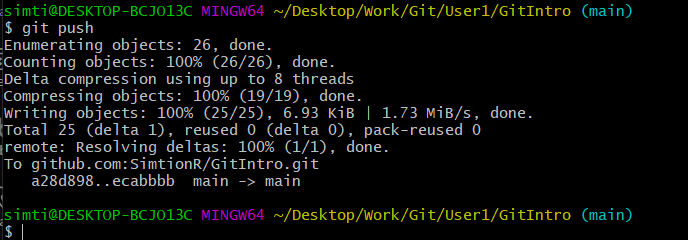 simti@DESKTOP-BCJO13C MINGW64 ~/Desktop/Work/Git/User1/GitIntro (main)
$ git push
Enumerating objects: 26, done.
Counting objects: 100% (26/26), done.
Delta compression using up to 8 threads
Compressing objects: 100% (19/19), done.
Writing objects: 100% (25/25), 6.93 KiB | 1.73 MiB/s, done.
Total 25 (delta 1), reused 0 (delta 0), pack-reused 0
remote: Resolving deltas: 100% (1/1), done.
To github.com:SimtionR/GitIntro.git
   a28d898..ecabbbb  main -> main
simti@DESKTOP-BCJO13C MINGW64 ~/Desktop/Work/Git/User1/GitIntro (main)
$